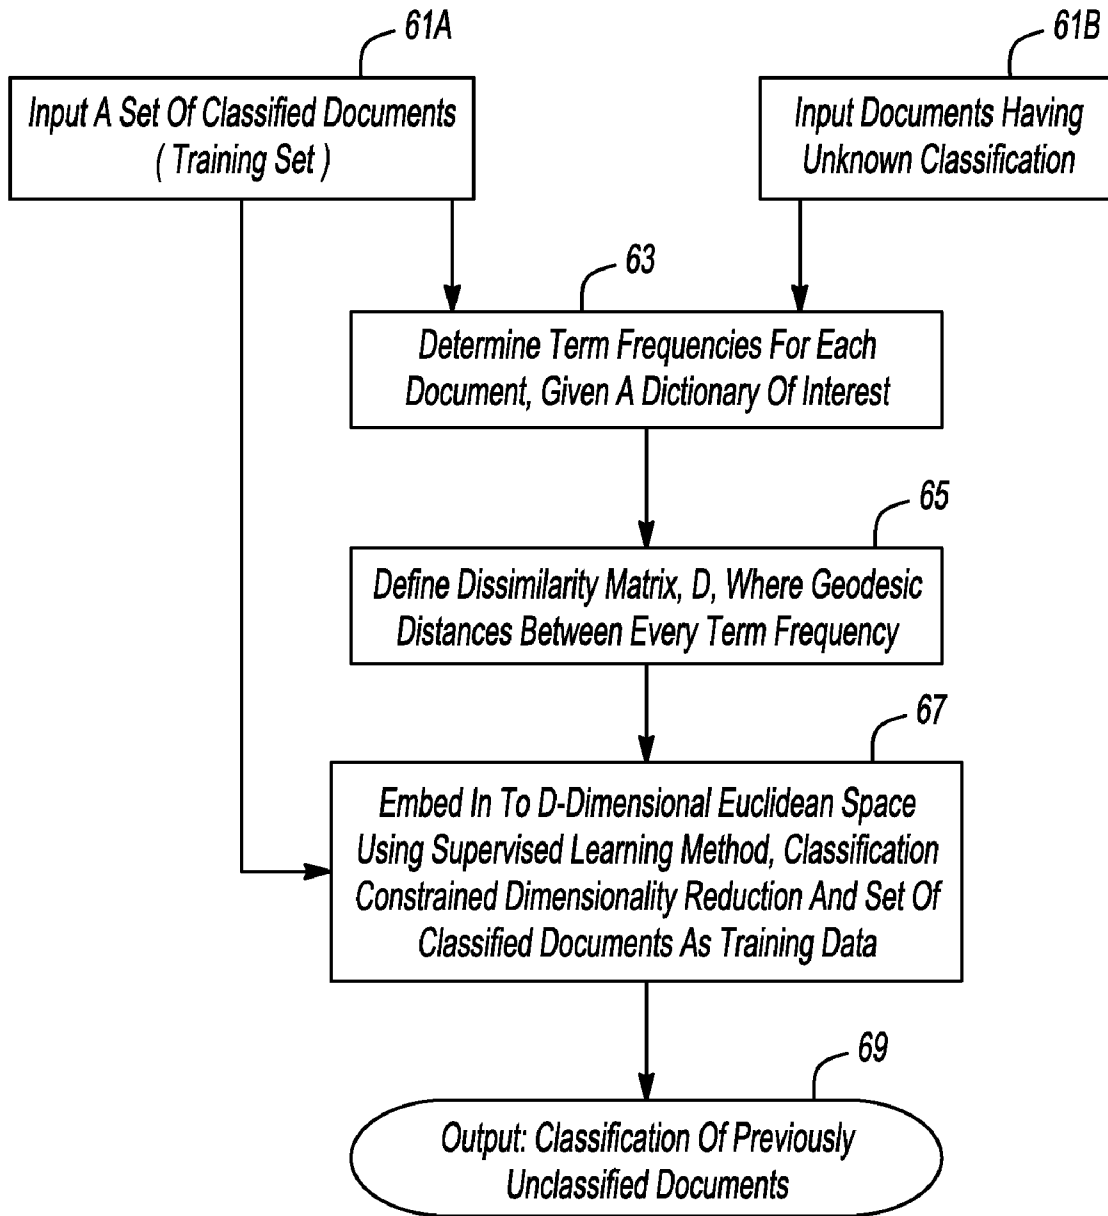 61A
Input A Set Of Classified Documents
( Training Set )
61B
Input Documents Having
Unknown Classification
63
Determine Term Frequencies For Each
Document, Given A Dictionary Of Interest
65
Define Dissimilarity Matrix, D, Where Geodesic
Distances Between Every Term Frequency
67
Embed In To D-Dimensional Euclidean Space
Using Supervised Learning Method, Classification
Constrained Dimensionality Reduction And Set Of
Classified Documents As Training Data
69
Output: Classification Of Previously
Unclassified Documents